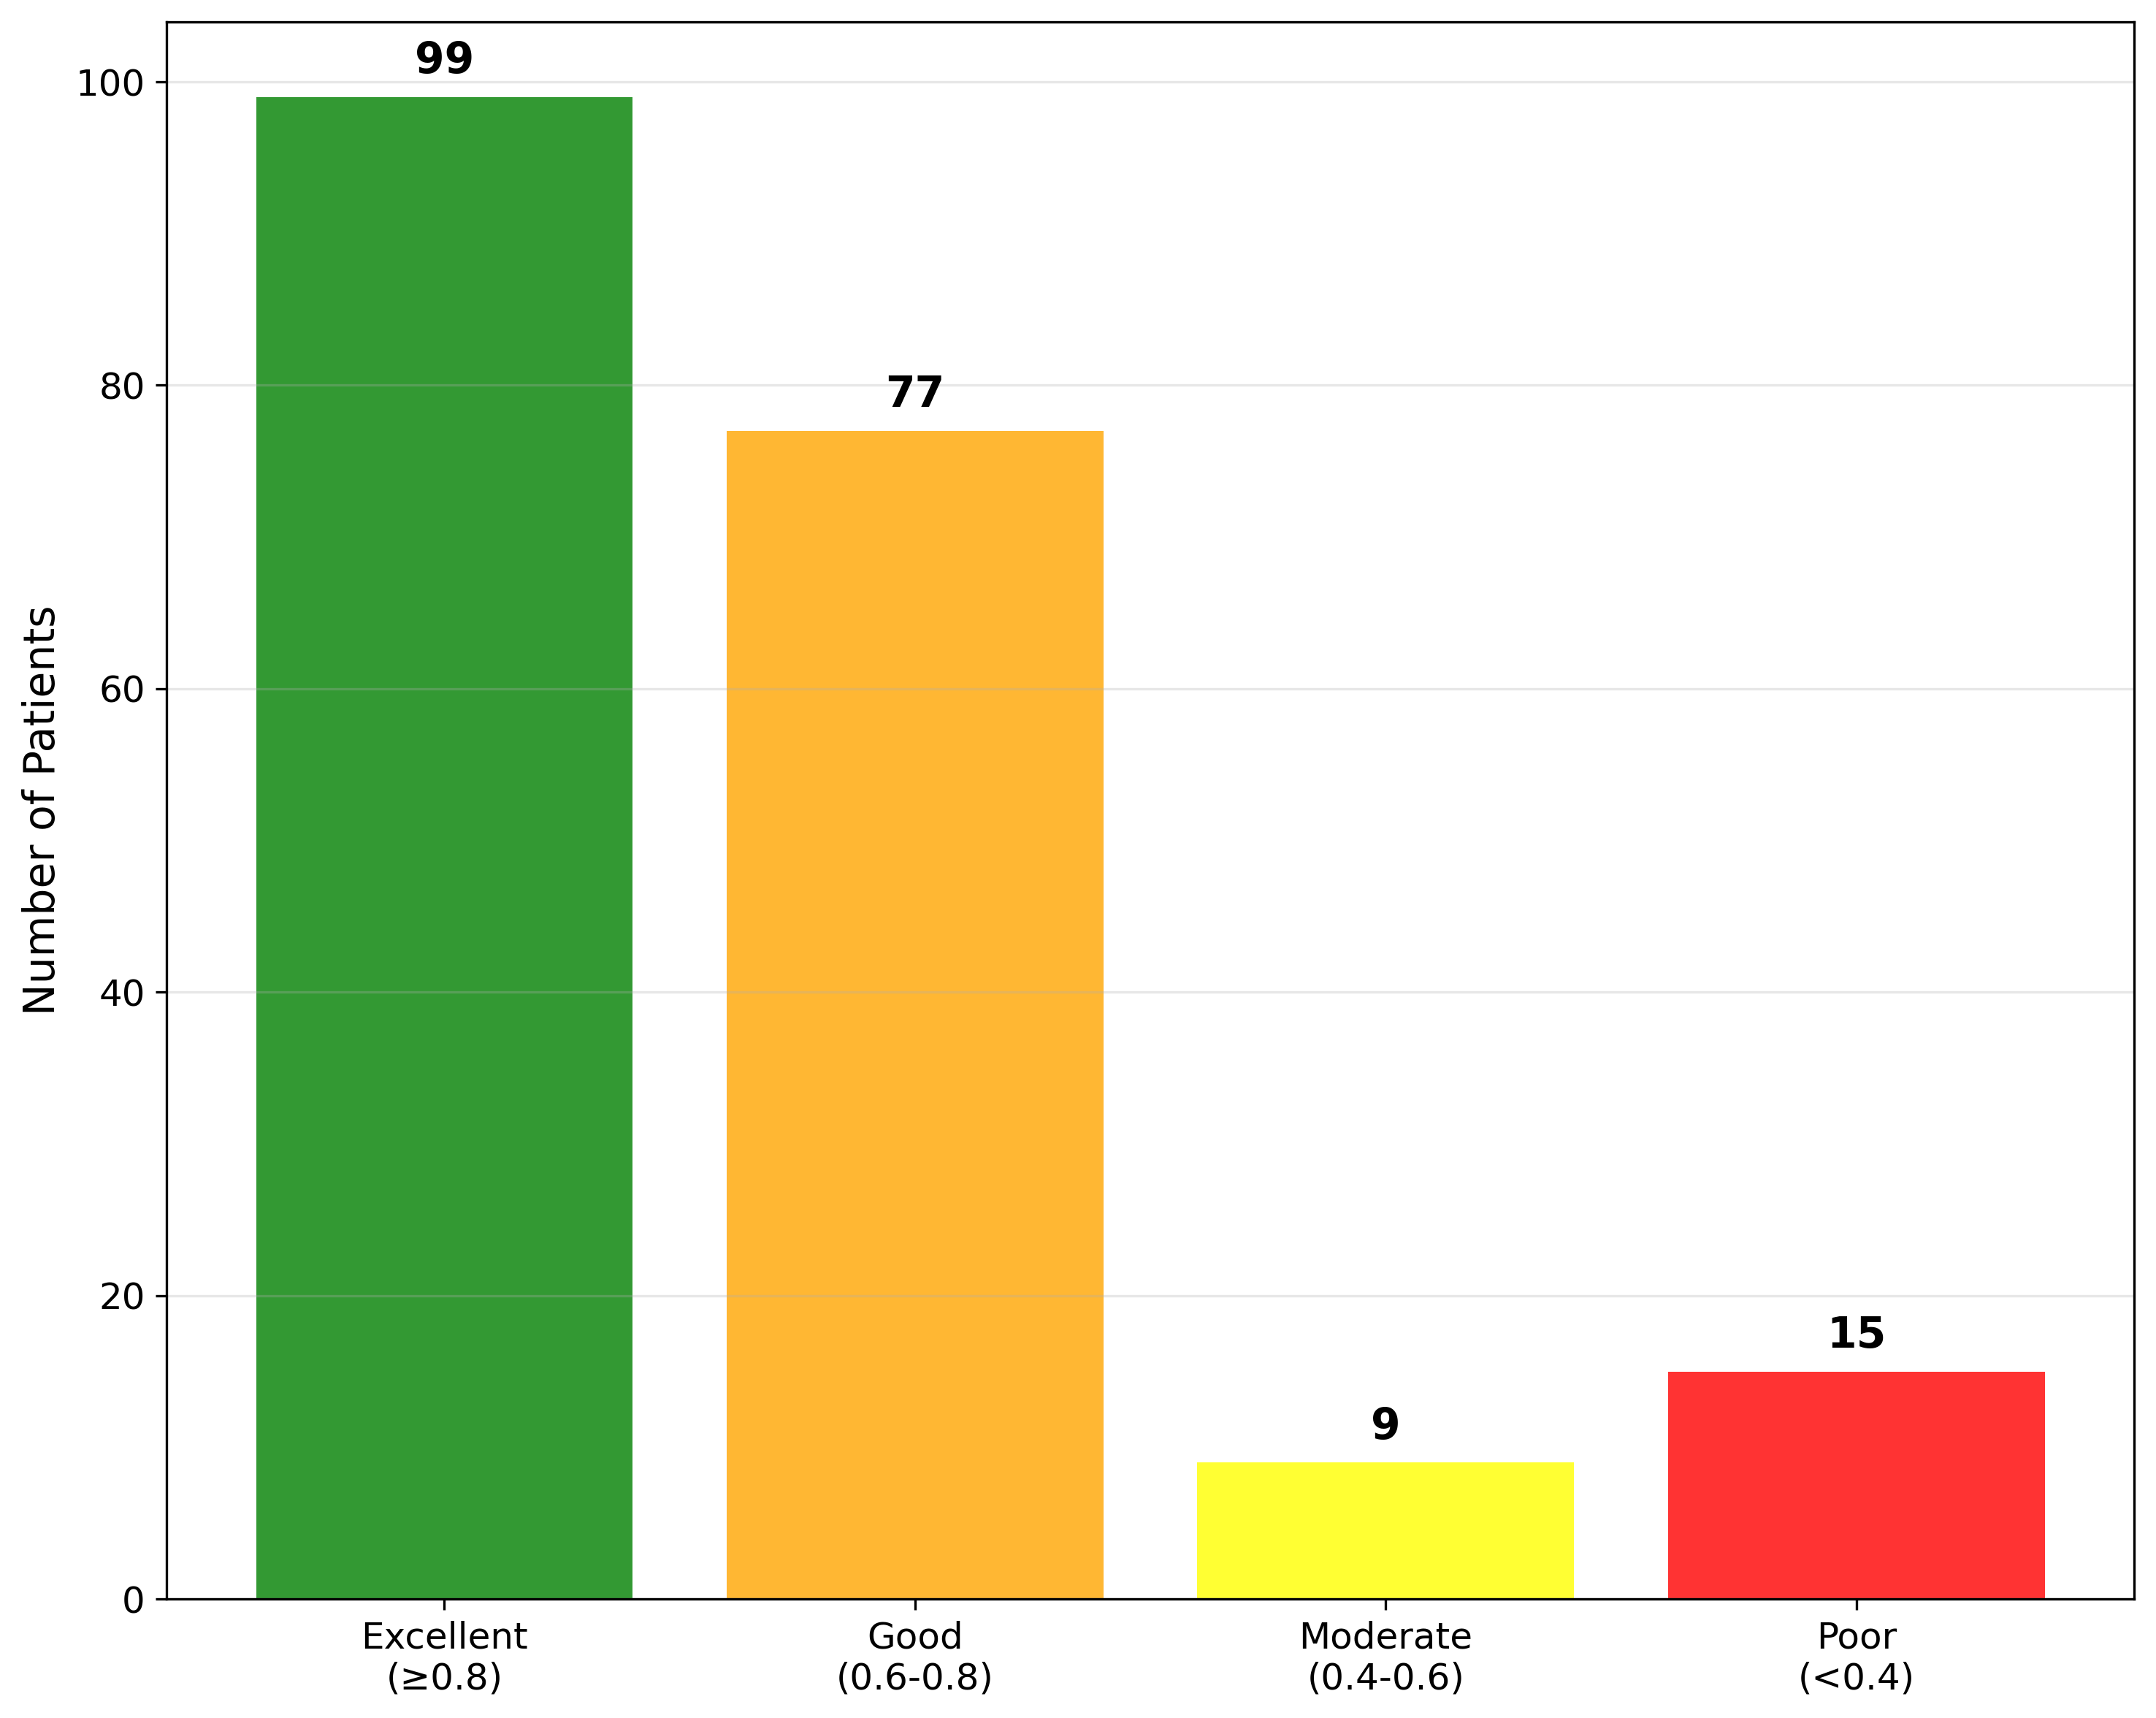 99
100
77
80
60
40
20
15
9
0
Number of Patients
Excellent
(≥0.8)
Good
(0.6-0.8)
Moderate
(0.4-0.6)
Poor
(<0.4)